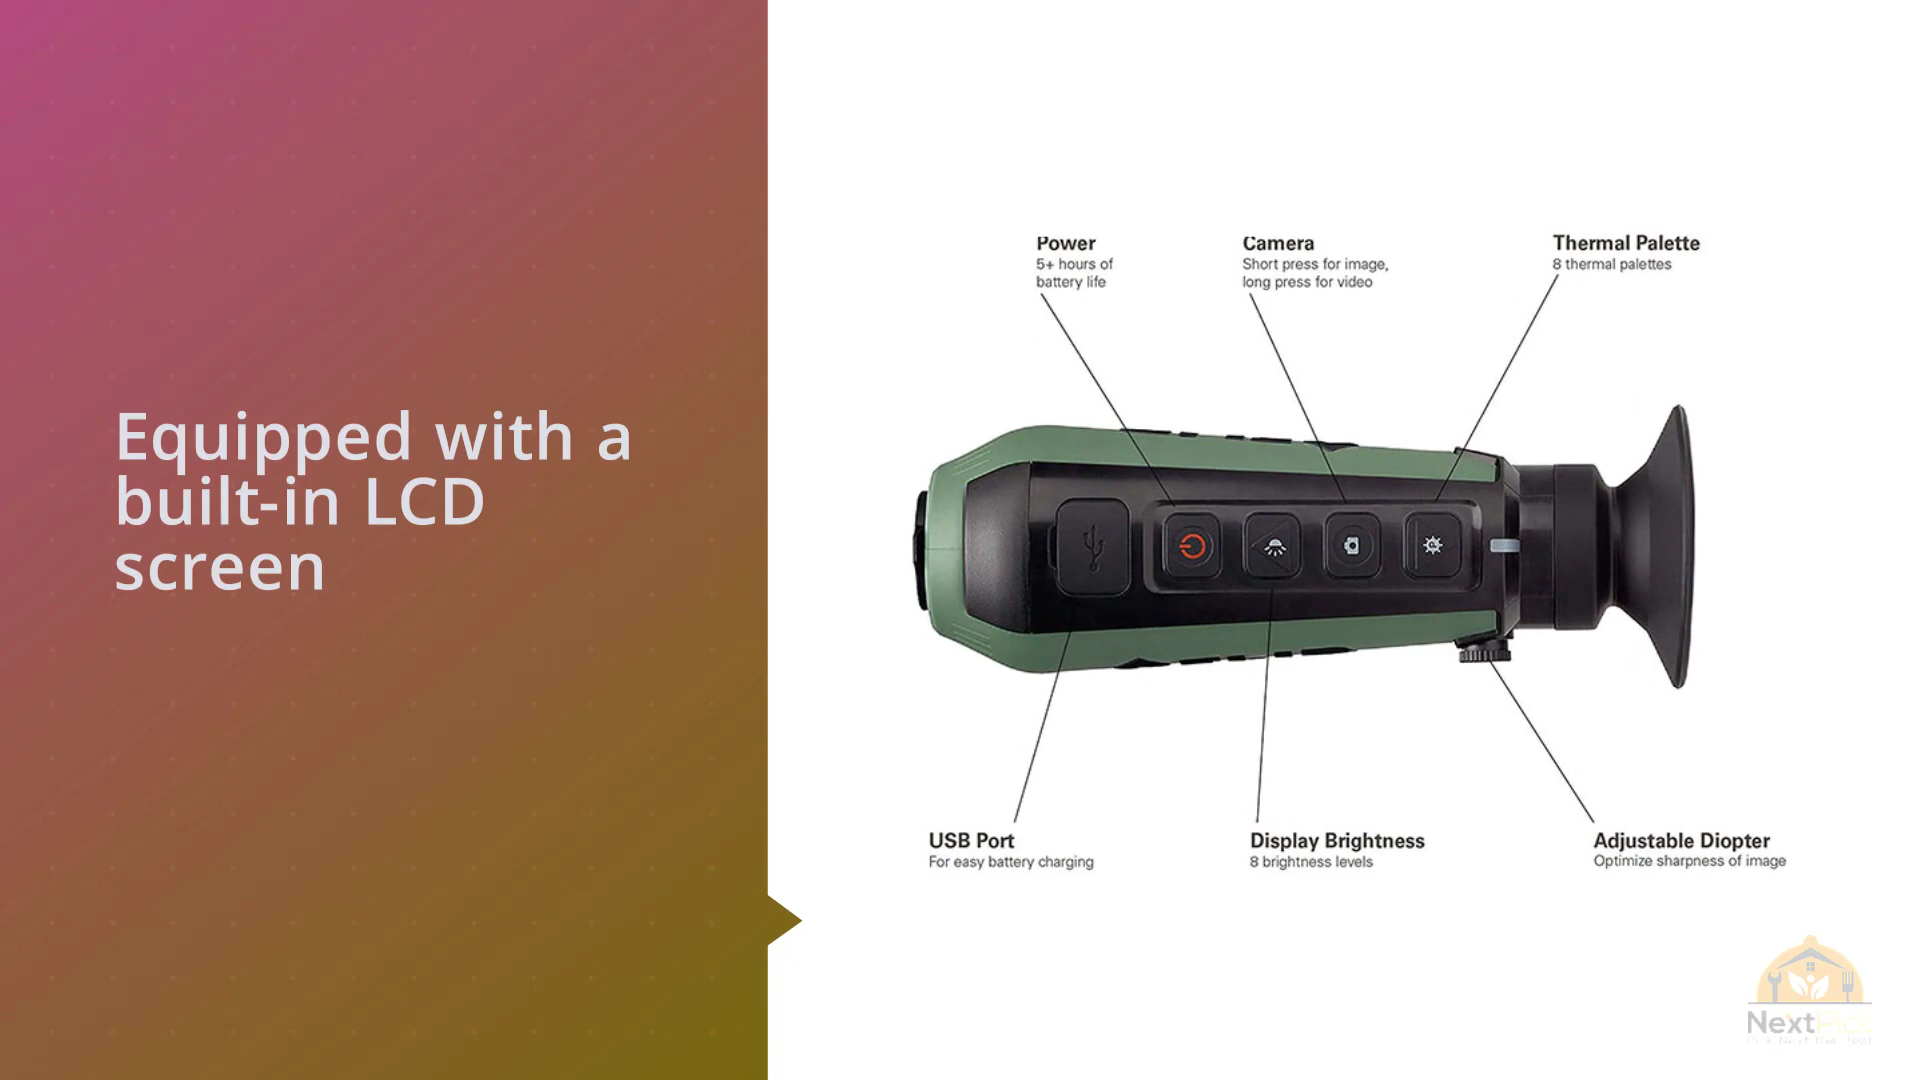 Equipped with a
built-in LCD
screen
Power
5+ hours of
battery life
Camera
Short press for image,
long press for video
Thermal Palette
8 thermal palettes
USB Port
For easy battery charging
Display Brightness
8 brightness levels
Adjustable Diopter
Optimize sharpness of image
NextPick